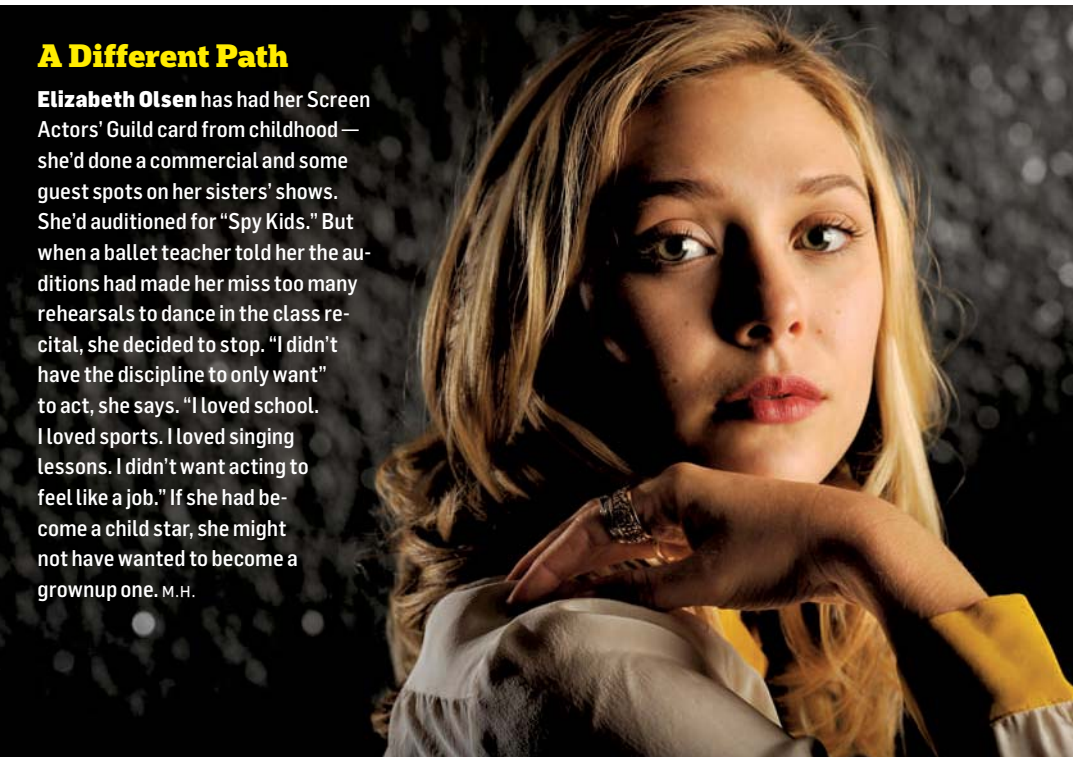 A Different Path
Elizabeth Olsen has had her Screen
Actors’ Guild card from childhood —
she’d done a commercial and some
guest spots on her sisters’ shows.
She’d auditioned for “Spy Kids.” But
when a ballet teacher told her the au-
ditions had made her miss too many
rehearsals to dance in the class re-
cital, she decided to stop. “I didn’t
have the discipline to only want”
to act, she says. “I loved school.
I loved sports. I loved singing
lessons. I didn’t want acting to
feel like a job.” If she had be-
come a child star, she might
not have wanted to become a
grownup one. M.H.